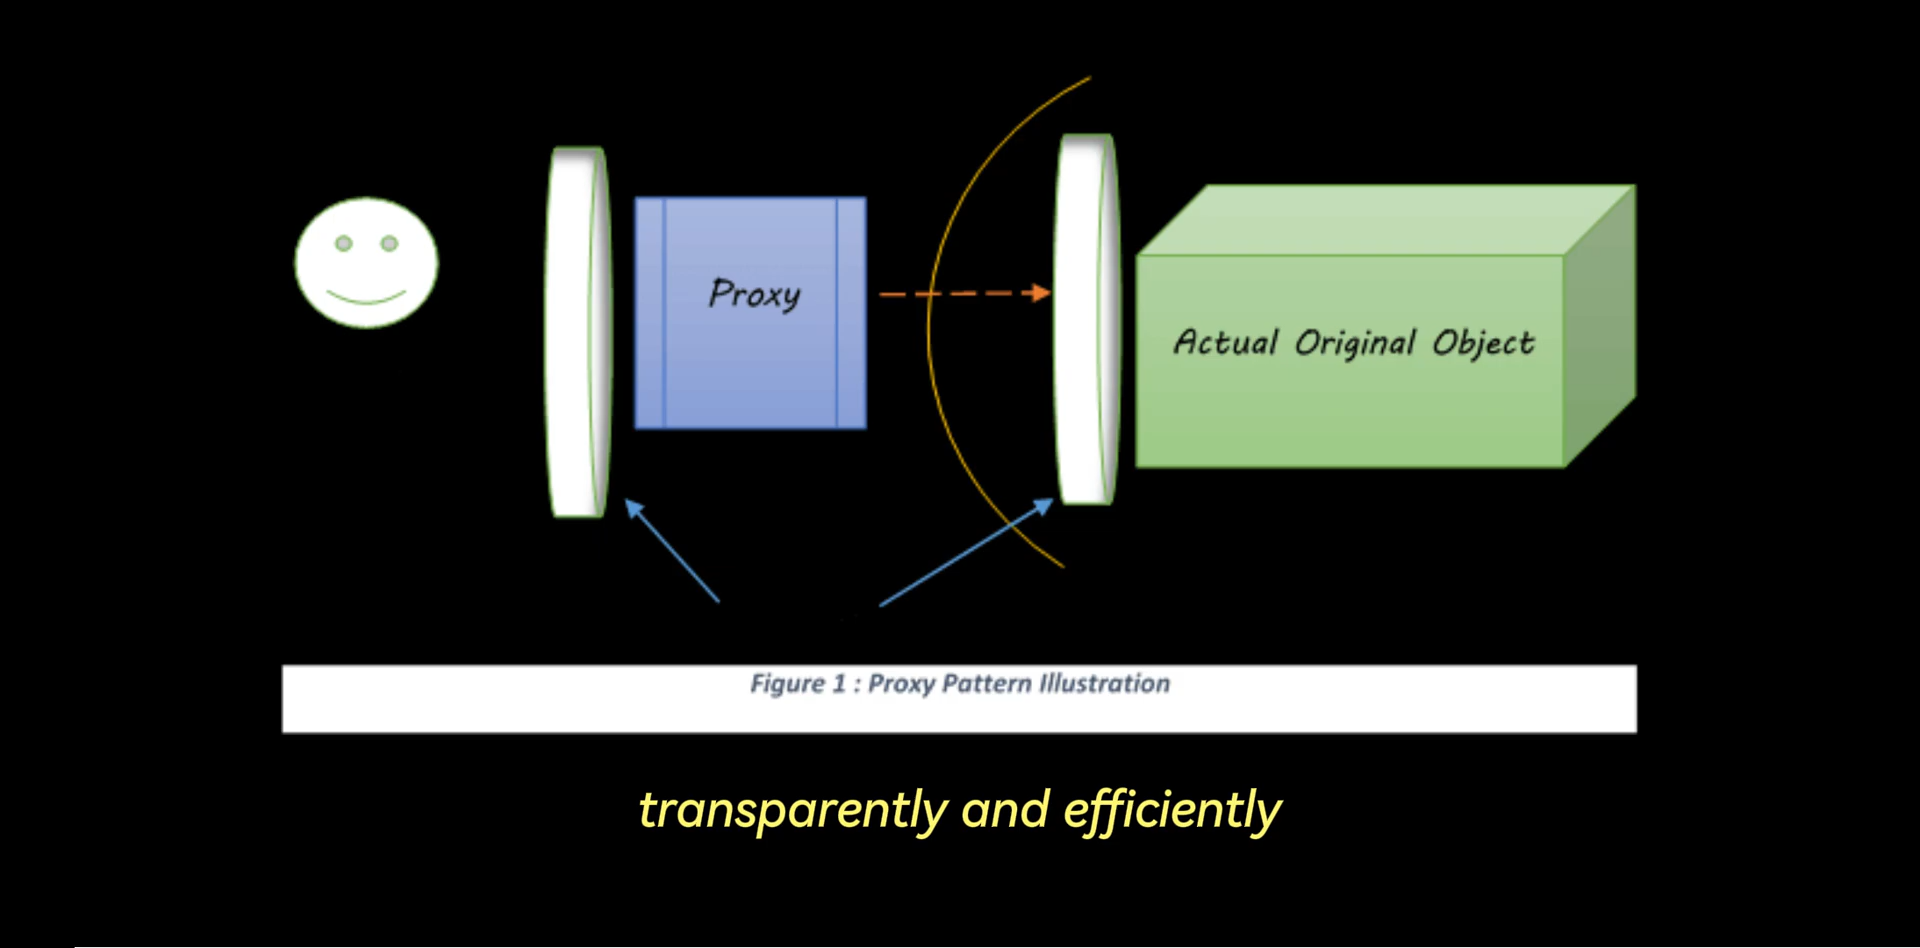 Proxy
Actual Original Object
Figure 1 : Proxy Pattern Illustration
transparently and efficiently